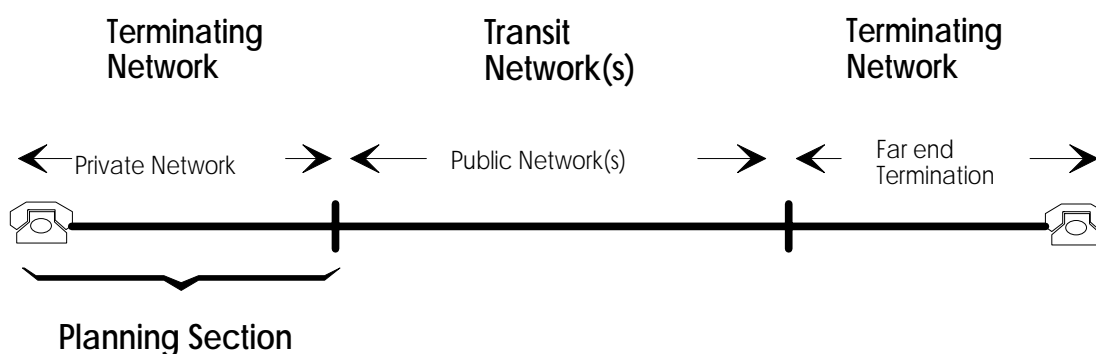 Terminating
Network
Transit
Network(s)
Terminating
Network
Private Network
Public Network(s)
Far end
Termination
Planning Section